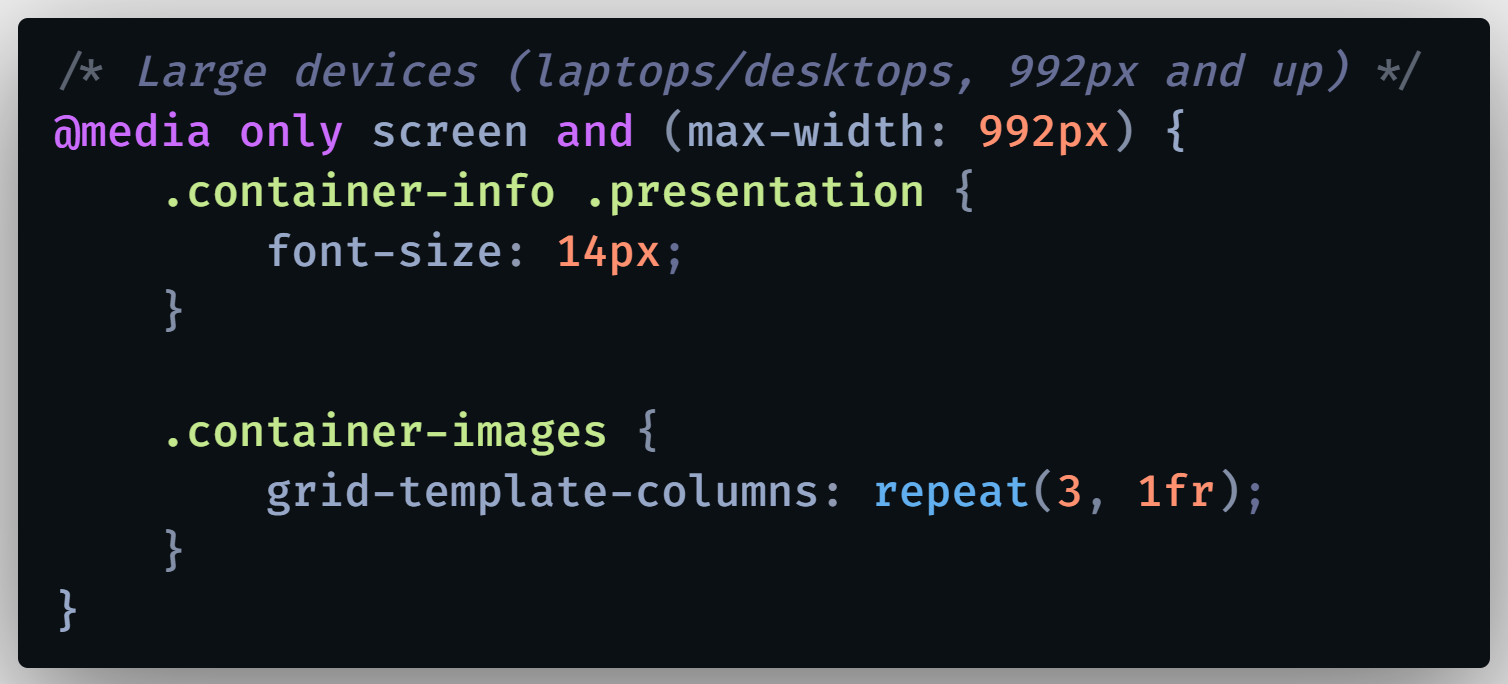 /* Large devices (laptops/desktops, 992px and up) */
@media only screen and (max-width: 992px) {
    .container-info .presentation {
        font-size: 14px;
    }

    .container-images {
        grid-template-columns: repeat(3, 1fr);
    }
}